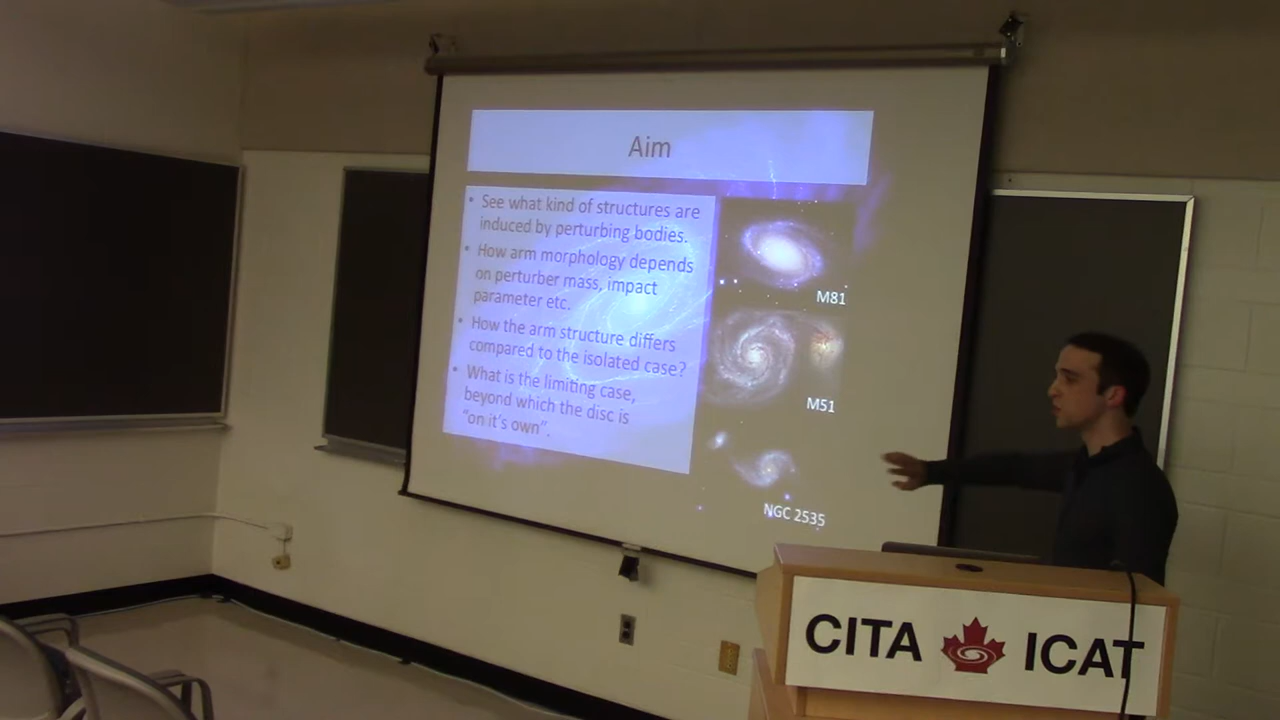 Aim
• See what kind of structures are
induced by perturbing bodies.
• How arm morphology depends
on perturber mass, impact
parameter etc.
• How the arm structure differs
compared to the isolated case?
• What is the limiting case,
beyond which the disc is
"on it's own".
M81
M51
NGC 2535
CITA ICAT